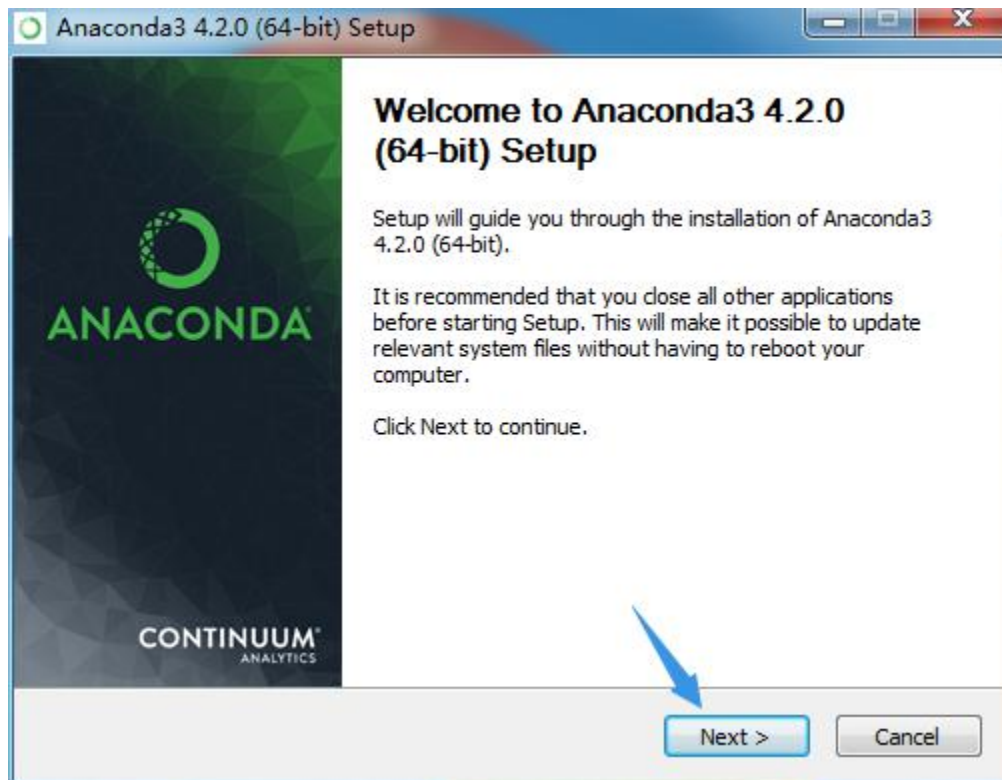 Anaconda3 4.2.0 (64-bit) Setup
Welcome to Anaconda3 4.2.0
(64-bit) Setup
Setup will guide you through the installation of Anaconda3
4.2.0 (64-bit).
It is recommended that you close all other applications
before starting Setup. This will make it possible to update
relevant system files without having to reboot your
computer.
Click Next to continue.
ANACONDA
CONTINUUM
ANALYTICS
Next >
Cancel